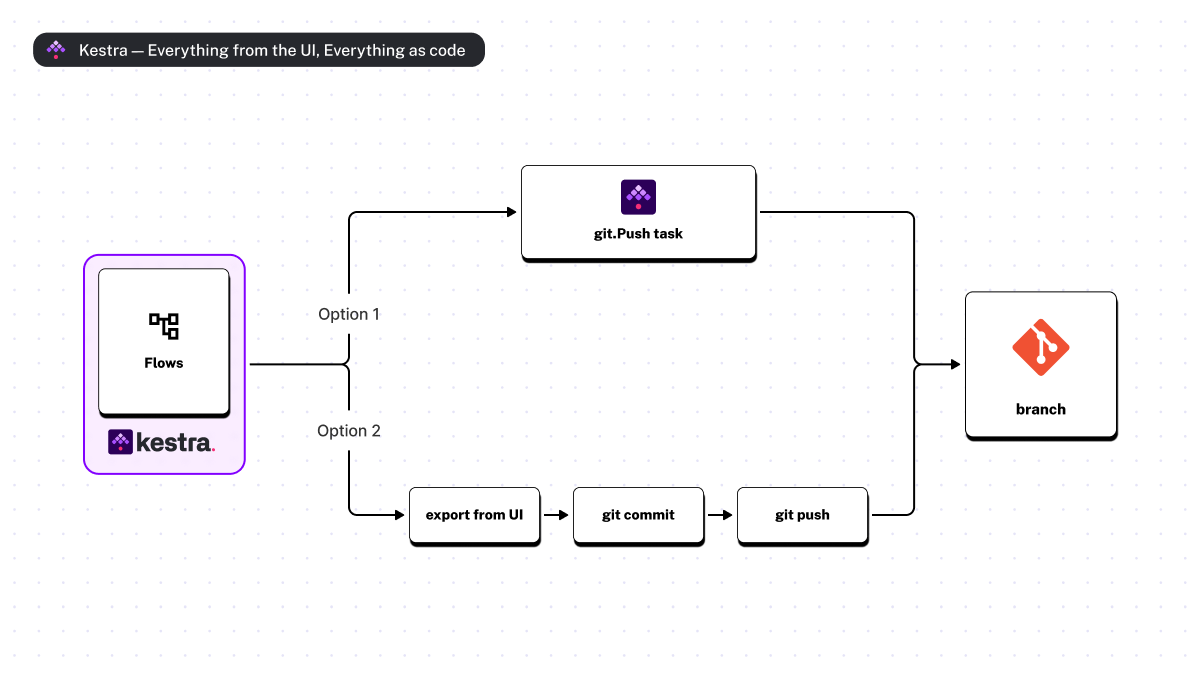 Kestra — Everything from the UI, Everything as code
git.Push task
Option 1
Flows
branch
kestra.
Option 2
export from UI
git commit
git push